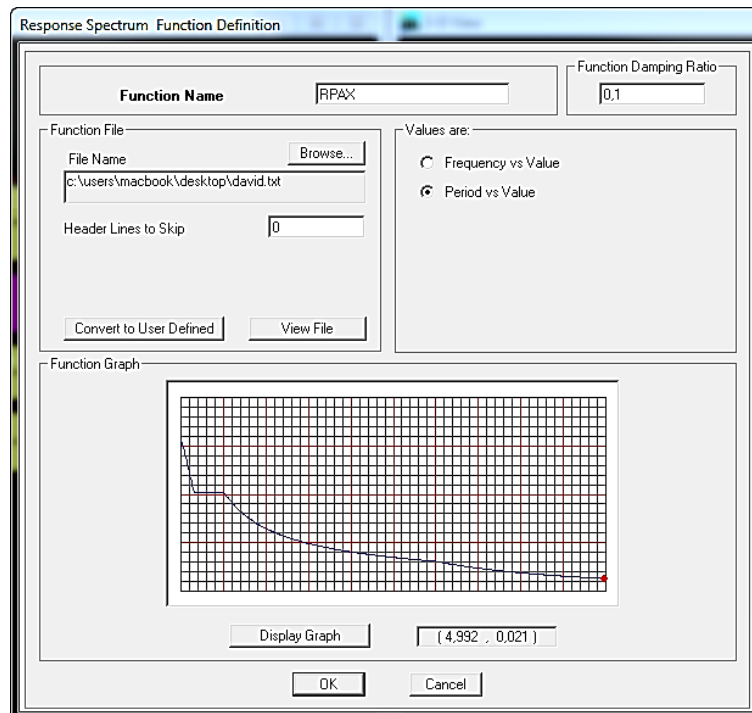 Response Spectrum Function Definition
Function Name
RPAX
Function Damping Ratio
0,1
Function File
File Name
Browse...
c:\users\macbook\desktop\david.txt
Header Lines to Skip
0
Convert to User Defined
View File
Values are:
Frequency vs Value
Period vs Value
Function Graph
Display Graph
( 4,992 , 0,021 )
OK
Cancel